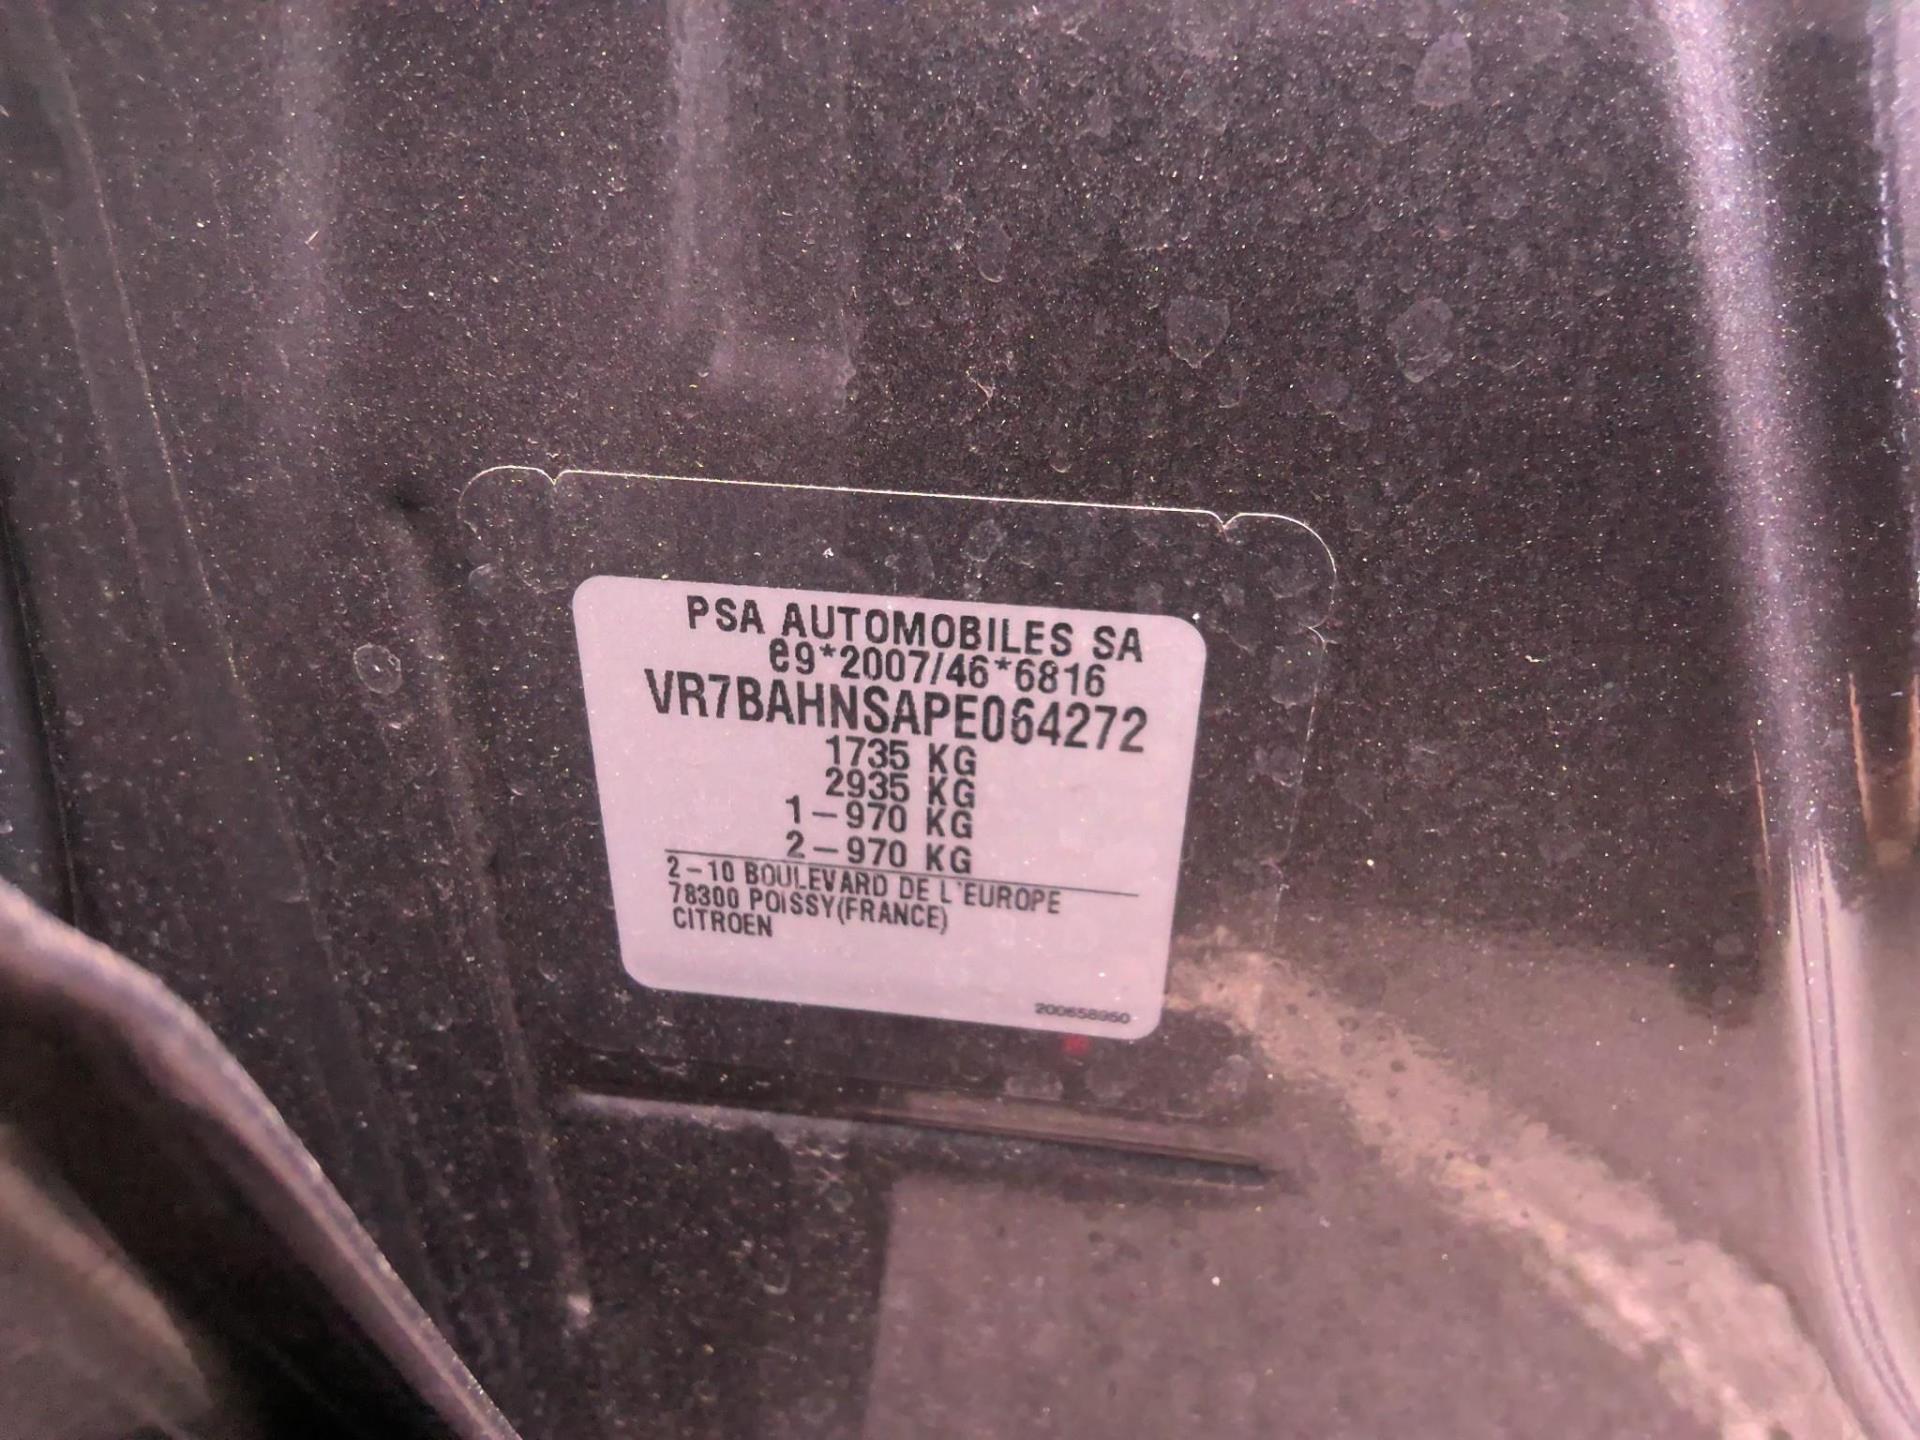 PSA AUTOMOBILES SA
e9*2007/46*6816
VR7BAHNSAPE064272
1735 KG
2935 KG
1-970 KG
2-970 KG
2-10 BOULEVARD DE L'EUROPE
78300 POISSY(FRANCE)
CITROEN
200658950